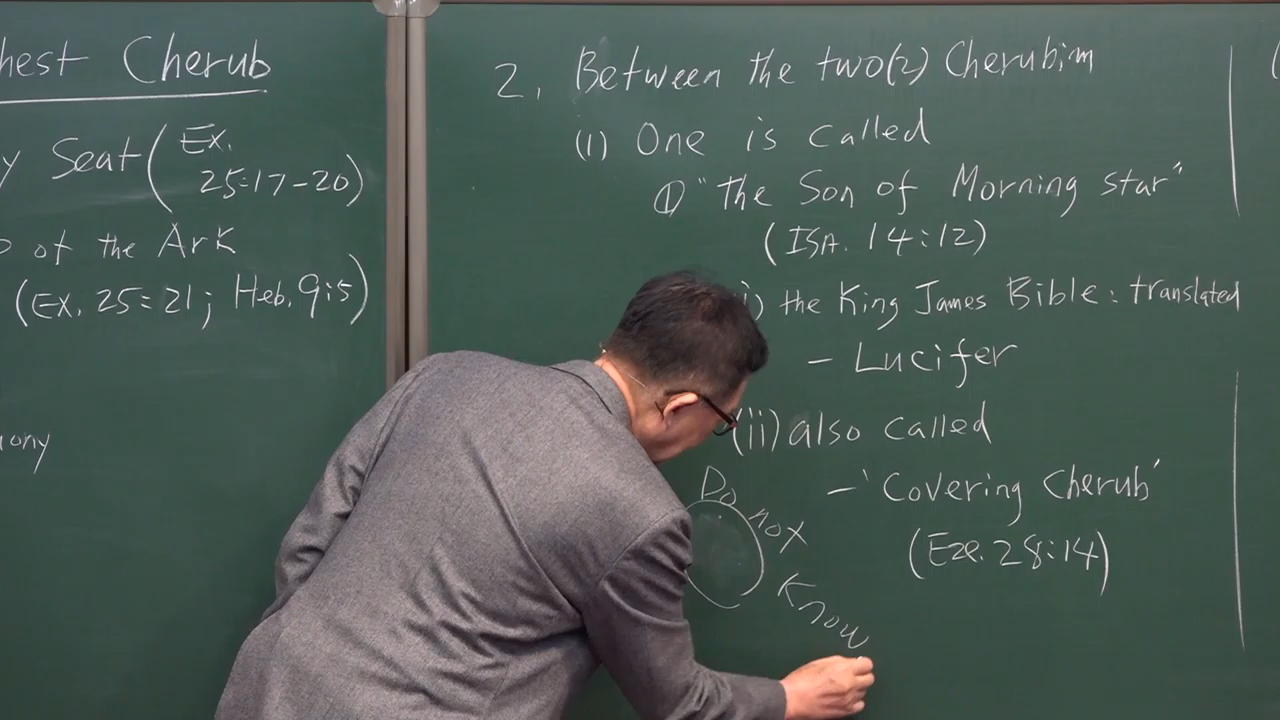 hest Cherub
y Seat (Ex.
25:17-20)
of the Ark
(Ex. 25:21; Heb. 9:5)
ony
2. Between the two(2) Cherubim
(1) One is called
① "the Son of Morning star"
(ISA. 14:12)
i) the King James Bible: translated
- Lucifer
(ii) also called
- 'Covering Cherub'
(Eze. 28:14)
Do
not
know